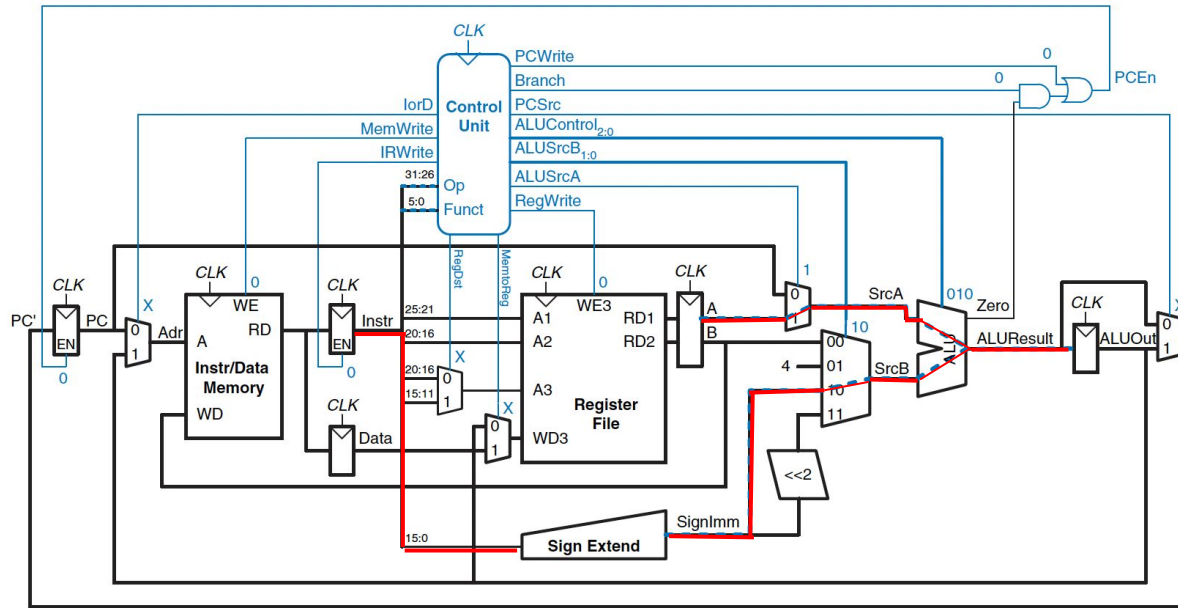 CLK
PCWrite
0
Branch
0
PCEn
IorD
Control
Unit
PCSrc
MemWrite
ALUControl2:0
IRWrite
ALUSrcB1:0
31:26
Op
ALUSrcA
5:0
Funct
RegWrite
RegDst
MemtoReg
CLK
CLK
CLK
CLK
CLK
0
0
1
010
Zero
CLK
X
X
WE
WE3
0
SrcA
PC'
PC
EN
0
1
Adr
A
RD
Instr
EN
25:21
A1
RD1
A
1
10
ALU
ALUResult
ALUOut
0
1
20:16
A2
RD2
B
00
0
Instr/Data
Memory
0
X
4
01
SrcB
20:16
0
A3
10
15:11
1
Register
File
11
WD
CLK
X
Data
0
1
WD3
<<2
SignImm
15:0
Sign Extend